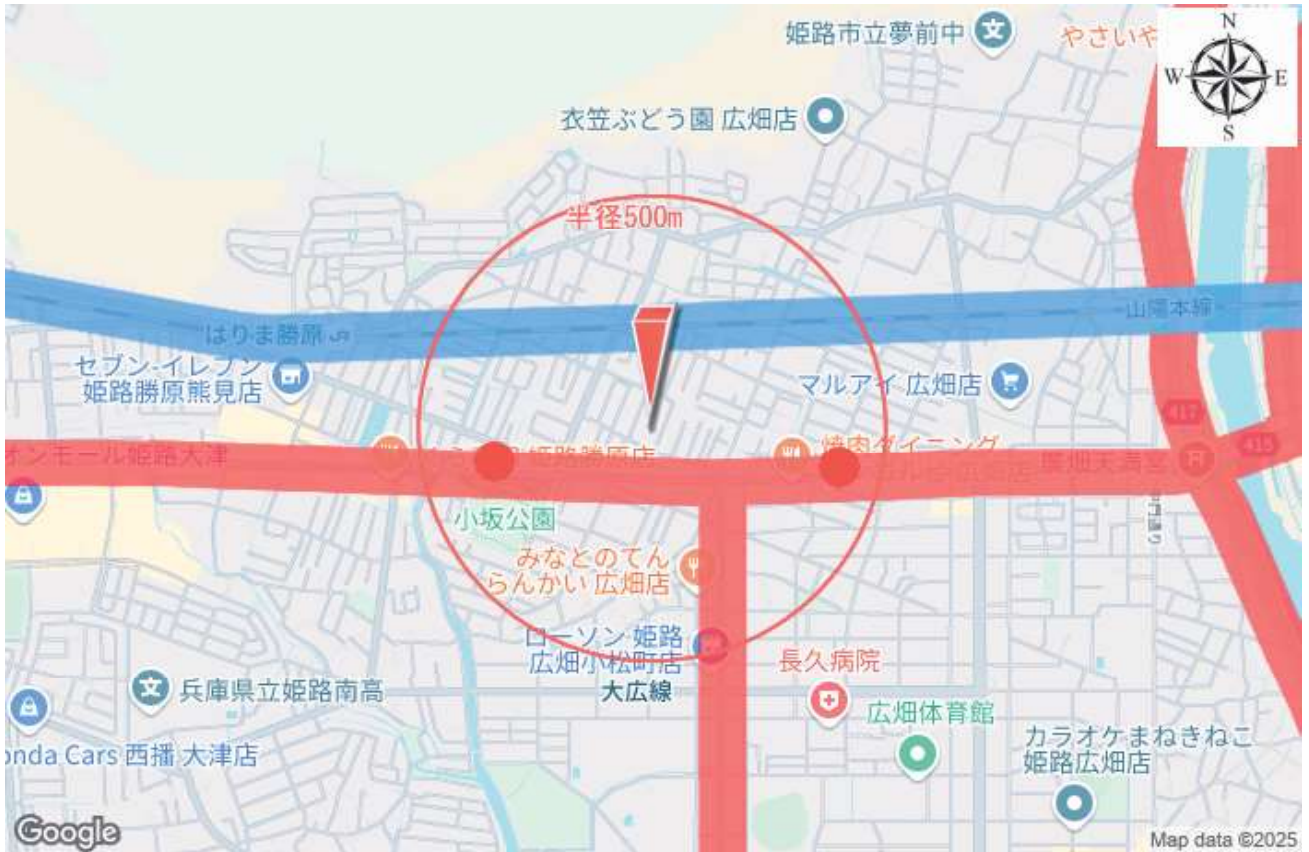 姫路市立夢前中
やさいや
N
W
E
S
衣笠ぶどう園 広畑店
半径500m
山陽本線
はりま勝原 JR
セブン-イレブン
姫路勝原熊見店
マルアイ 広畑店
417
415
オンモール姫路大津
姫路勝原店
焼肉ダイニング
廣畑天満宮
小坂公園
みなとのてん
らんかい 広畑店
ローソン 姫路
広畑小松町店
大広線
長久病院
兵庫県立姫路南高
広畑体育館
onda Cars 西播 大津店
カラオケまねきねこ
姫路広畑店
Google
Map data ©2025